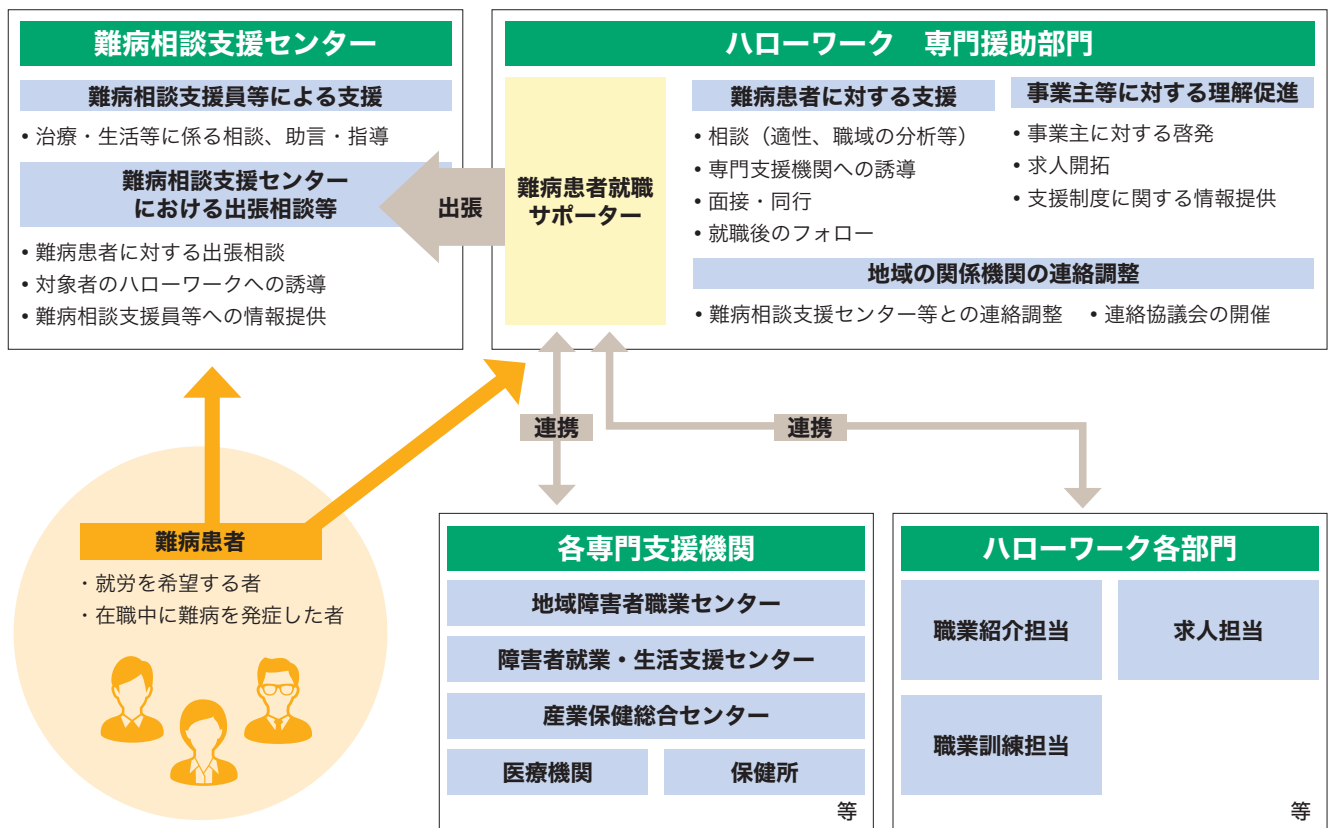 難病相談支援センター
難病相談支援員等による支援
• 治療・生活等に係る相談、助言・指導
難病相談支援センター
における出張相談等
• 難病患者に対する出張相談
• 対象者のハローワークへの誘導
• 難病相談支援員等への情報提供
出張
ハローワーク　専門援助部門
難病患者就職
サポーター
難病患者に対する支援
• 相談（適性、職域の分析等）
• 専門支援機関への誘導
• 面接・同行
• 就職後のフォロー
事業主等に対する理解促進
• 事業主に対する啓発
• 求人開拓
• 支援制度に関する情報提供
地域の関係機関の連絡調整
• 難病相談支援センター等との連絡調整　• 連絡協議会の開催
連携
連携
難病患者
・就労を希望する者
・在職中に難病を発症した者
各専門支援機関
地域障害者職業センター
障害者就業・生活支援センター
産業保健総合センター
医療機関
保健所
等
ハローワーク各部門
職業紹介担当
求人担当
職業訓練担当
等